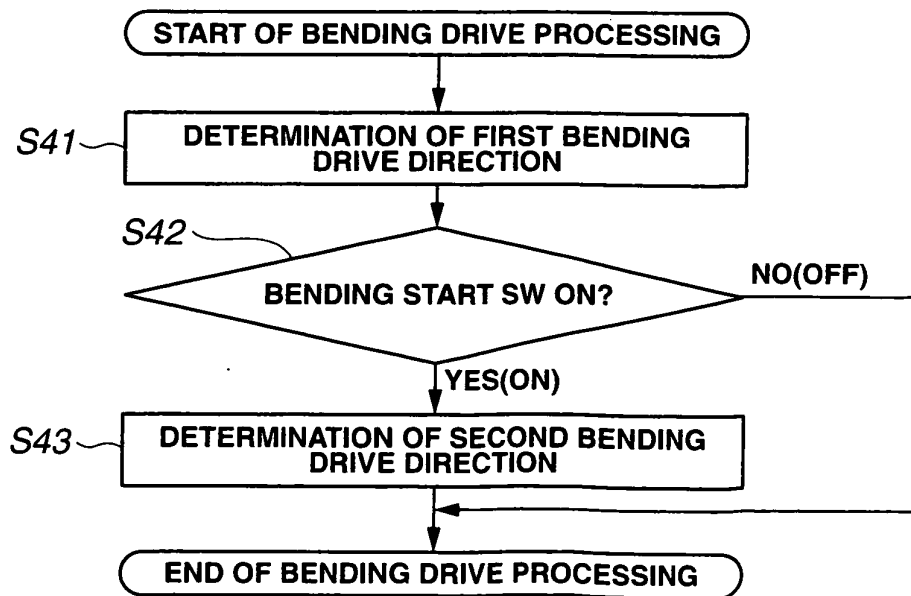 START OF BENDING DRIVE PROCESSING
S41
DETERMINATION OF FIRST BENDING
DRIVE DIRECTION
S42
BENDING START SW ON?
NO(OFF)
YES(ON)
S43
DETERMINATION OF SECOND BENDING
DRIVE DIRECTION
END OF BENDING DRIVE PROCESSING